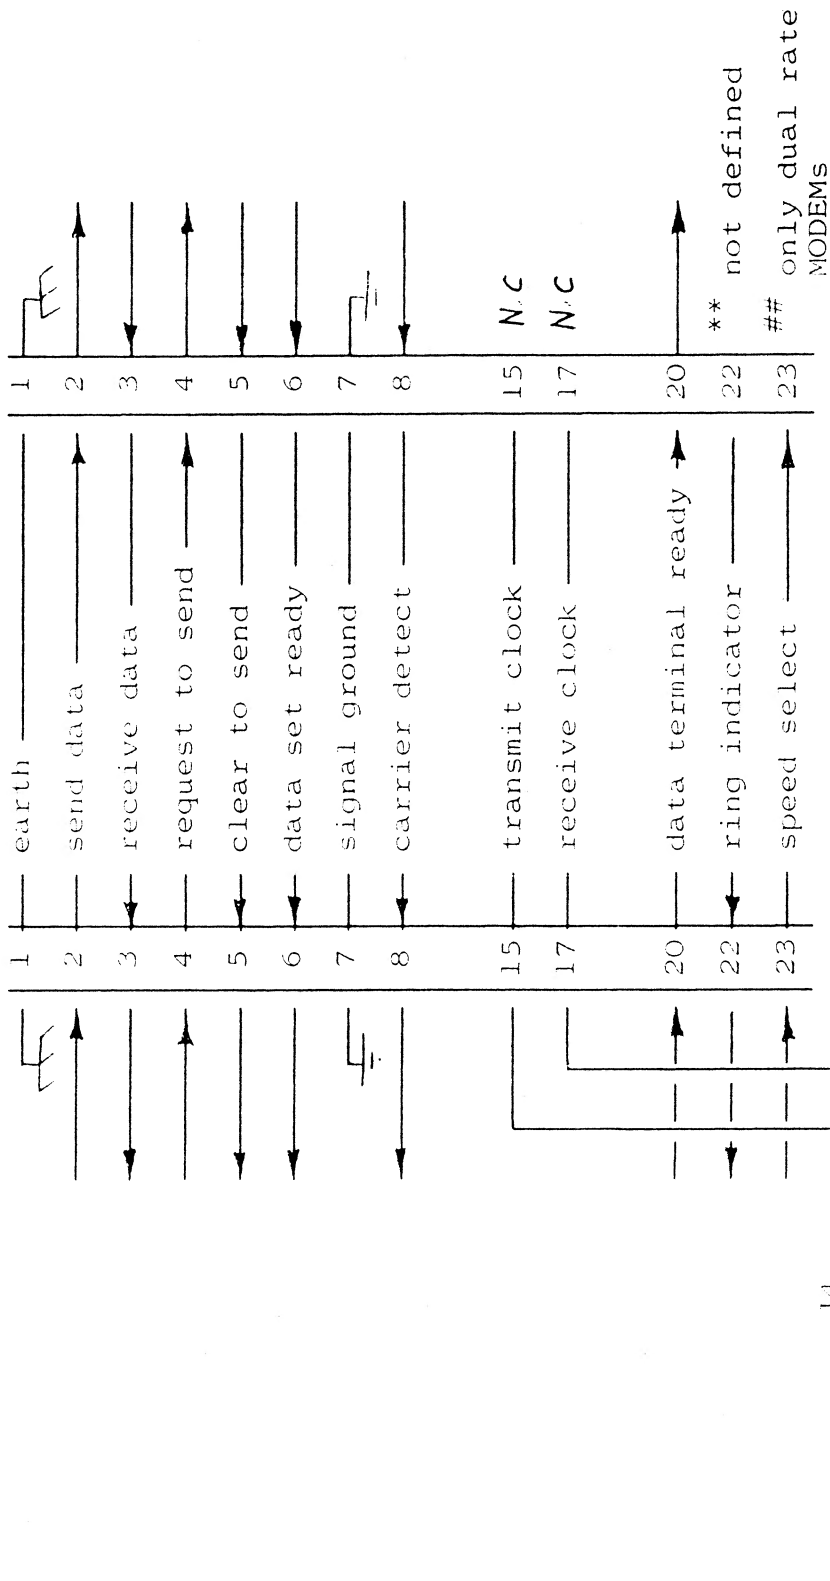 1 earth 1
2 send data 2
3 receive data 3
4 request to send 4
5 clear to send 5
6 data set ready 6
7 signal ground 7
8 carrier detect 8
15 transmit clock 15 N.C
17 receive clock 17 N.C
20 data terminal ready 20
22 ring indicator 22 ** not defined
23 speed select 23 ## only dual rate
MODEMs